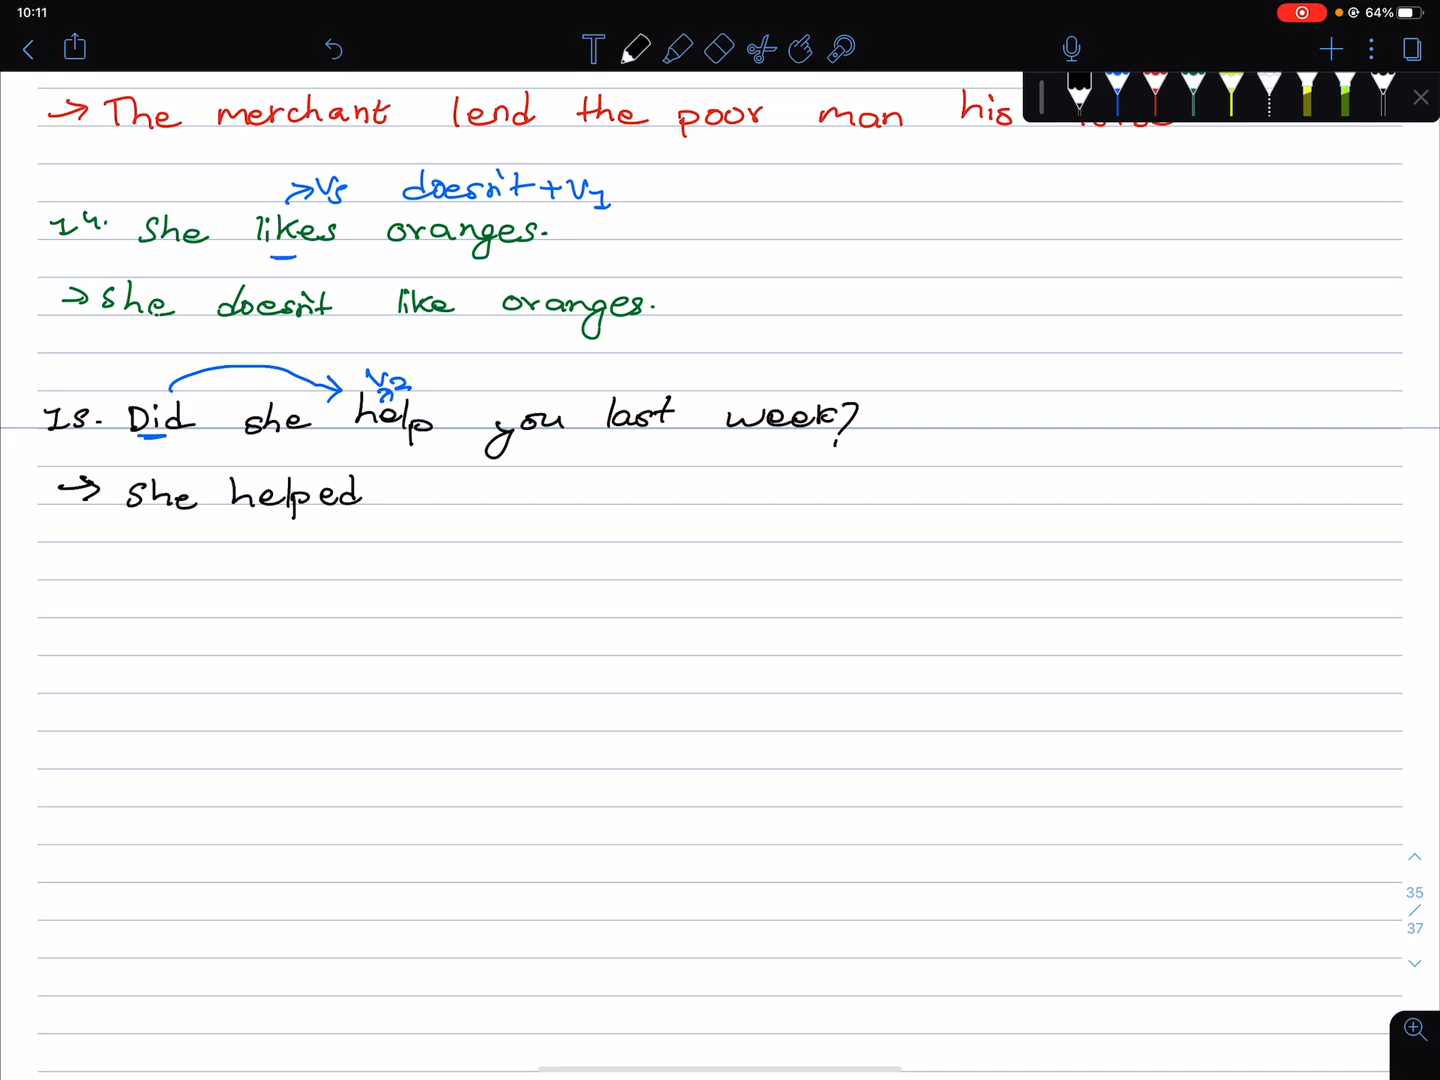 10:11
64%
→ The merchant lend the poor man his
→ V5 doesn't + V1
14. She likes oranges.
→ She doesn't like oranges.
V2
15. Did she help you last week?
→ She helped
35
/
37